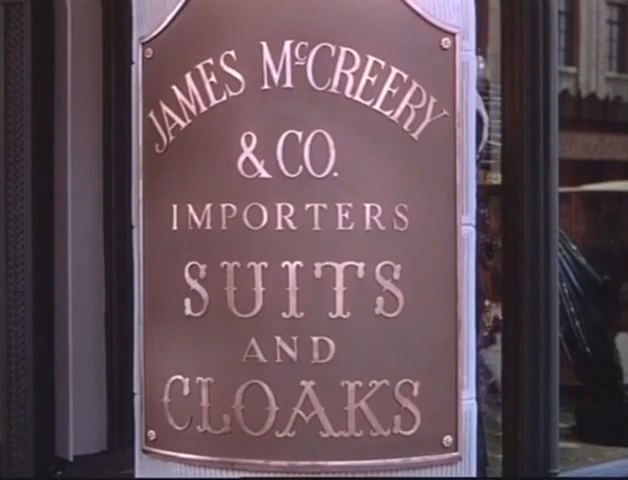 JAMES McCREERY
& CO.
IMPORTERS
SUITS
AND
CLOAKS